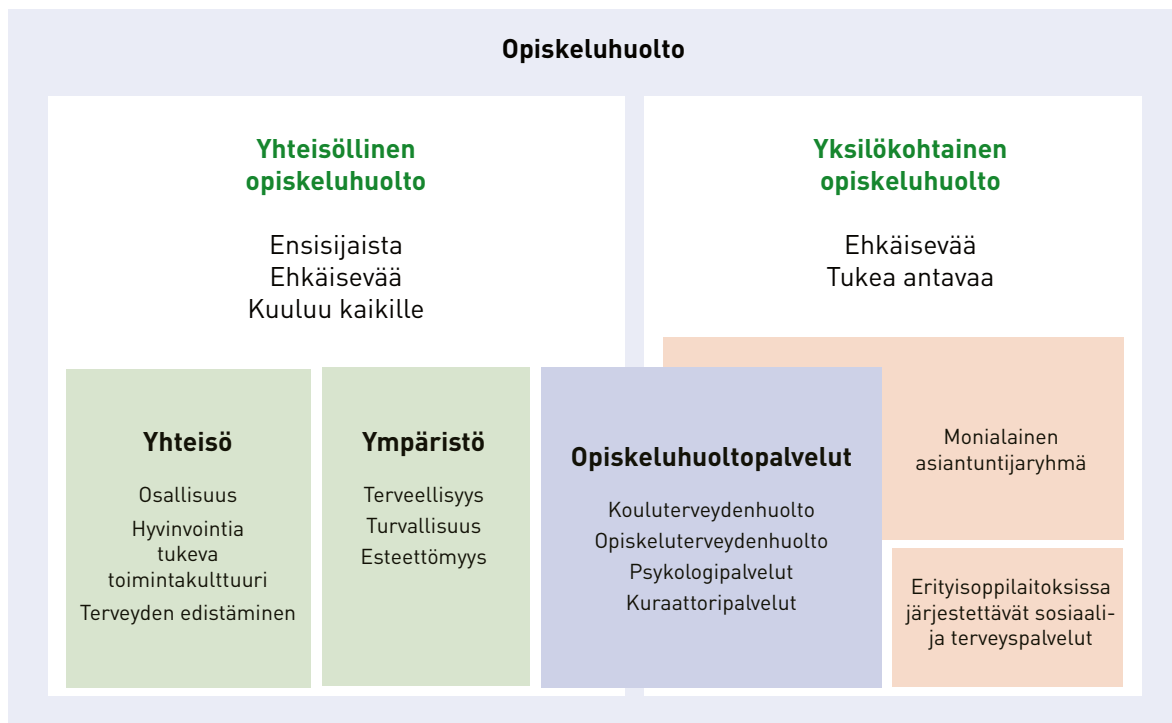 Opiskeluhuolto
Yhteisöllinen
opiskeluhuolto
Ensisijaista
Ehkäisevää
Kuuluu kaikille
Yksilökohtainen
opiskeluhuolto
Ehkäisevää
Tukea antavaa
Yhteisö
Osallisuus
Hyvinvointia
tukeva
toimintakulttuuri
Terveyden edistäminen
Ympäristö
Terveellisyys
Turvallisuus
Esteettömyys
Opiskeluhuoltopalvelut
Kouluterveydenhuolto
Opiskeluterveydenhuolto
Psykologipalvelut
Kuraattoripalvelut
Monialainen
asiantuntijaryhmä
Erityisoppilaitoksissa
järjestettävät sosiaali-
ja terveyspalvelut